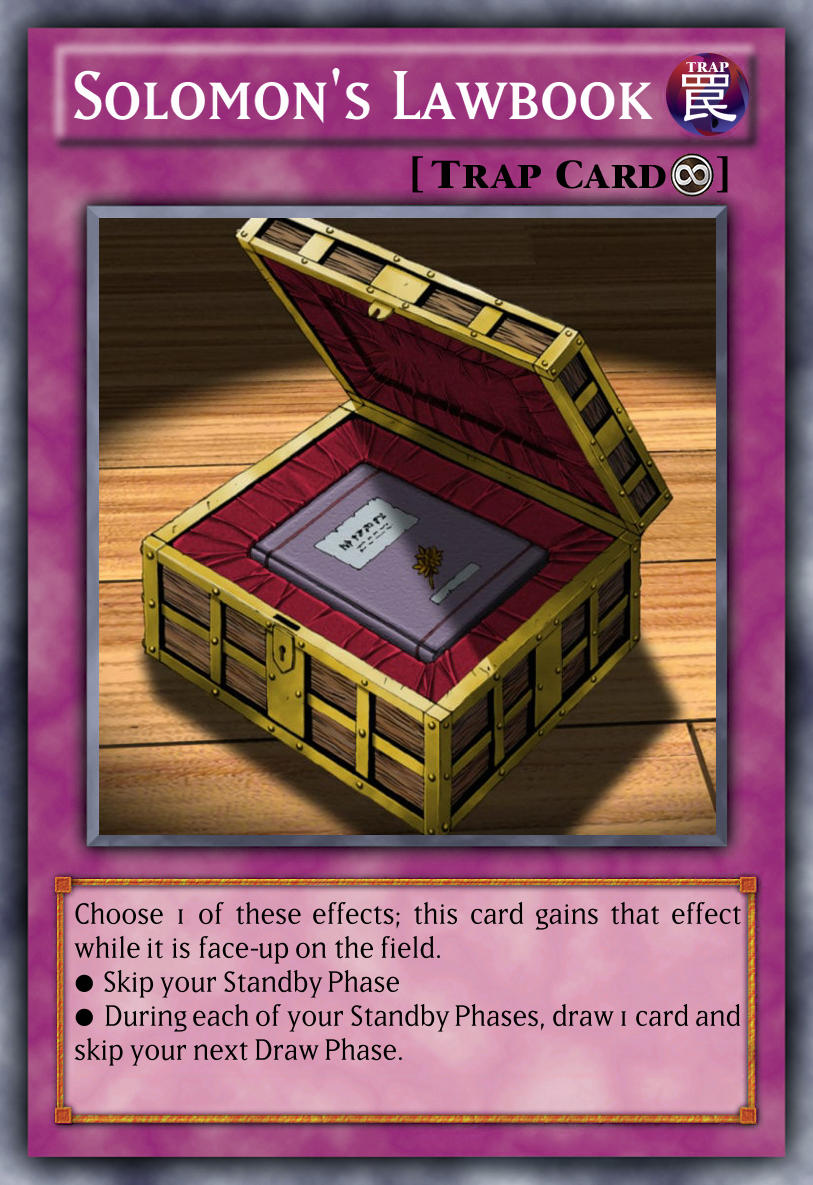 Solomon's Lawbook
TRAP
罠
[Trap Card♾]
Choose 1 of these effects; this card gains that effect
while it is face-up on the field.
● Skip your Standby Phase
● During each of your Standby Phases, draw 1 card and
skip your next Draw Phase.